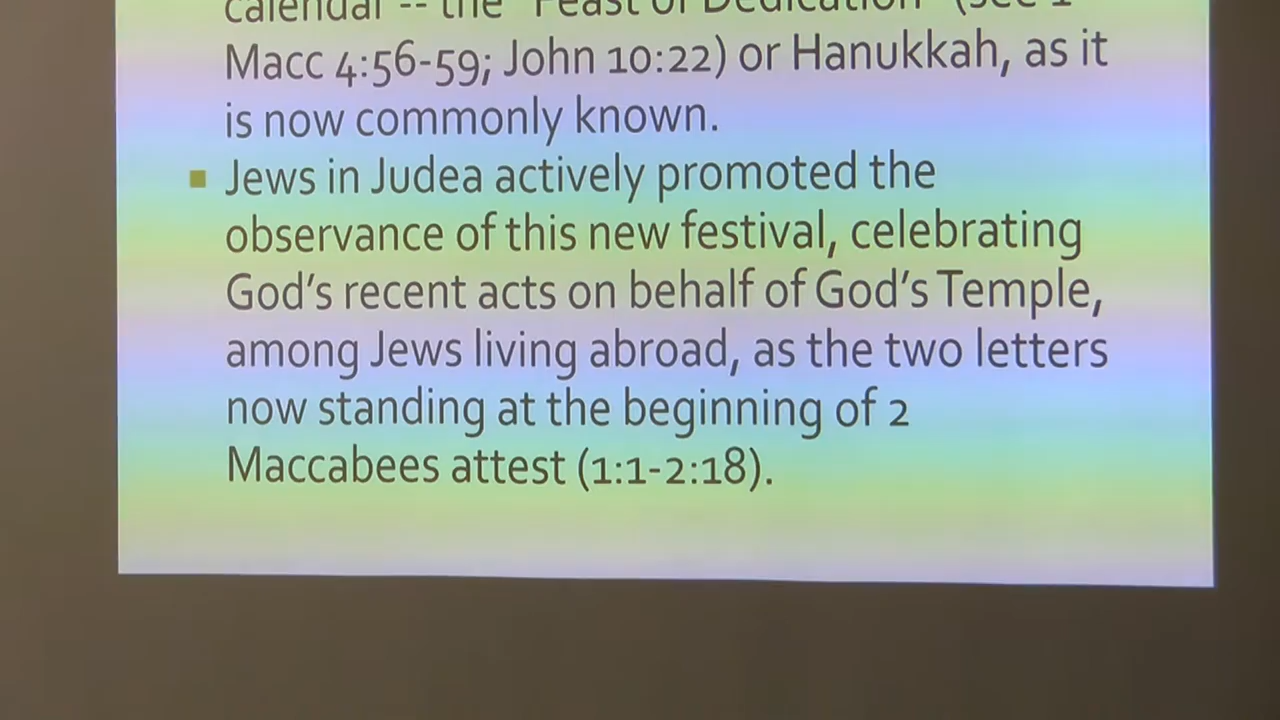 calendar -- the "Feast of Dedication" (see 1
Macc 4:56-59; John 10:22) or Hanukkah, as it
is now commonly known.
Jews in Judea actively promoted the
observance of this new festival, celebrating
God's recent acts on behalf of God's Temple,
among Jews living abroad, as the two letters
now standing at the beginning of 2
Maccabees attest (1:1-2:18).